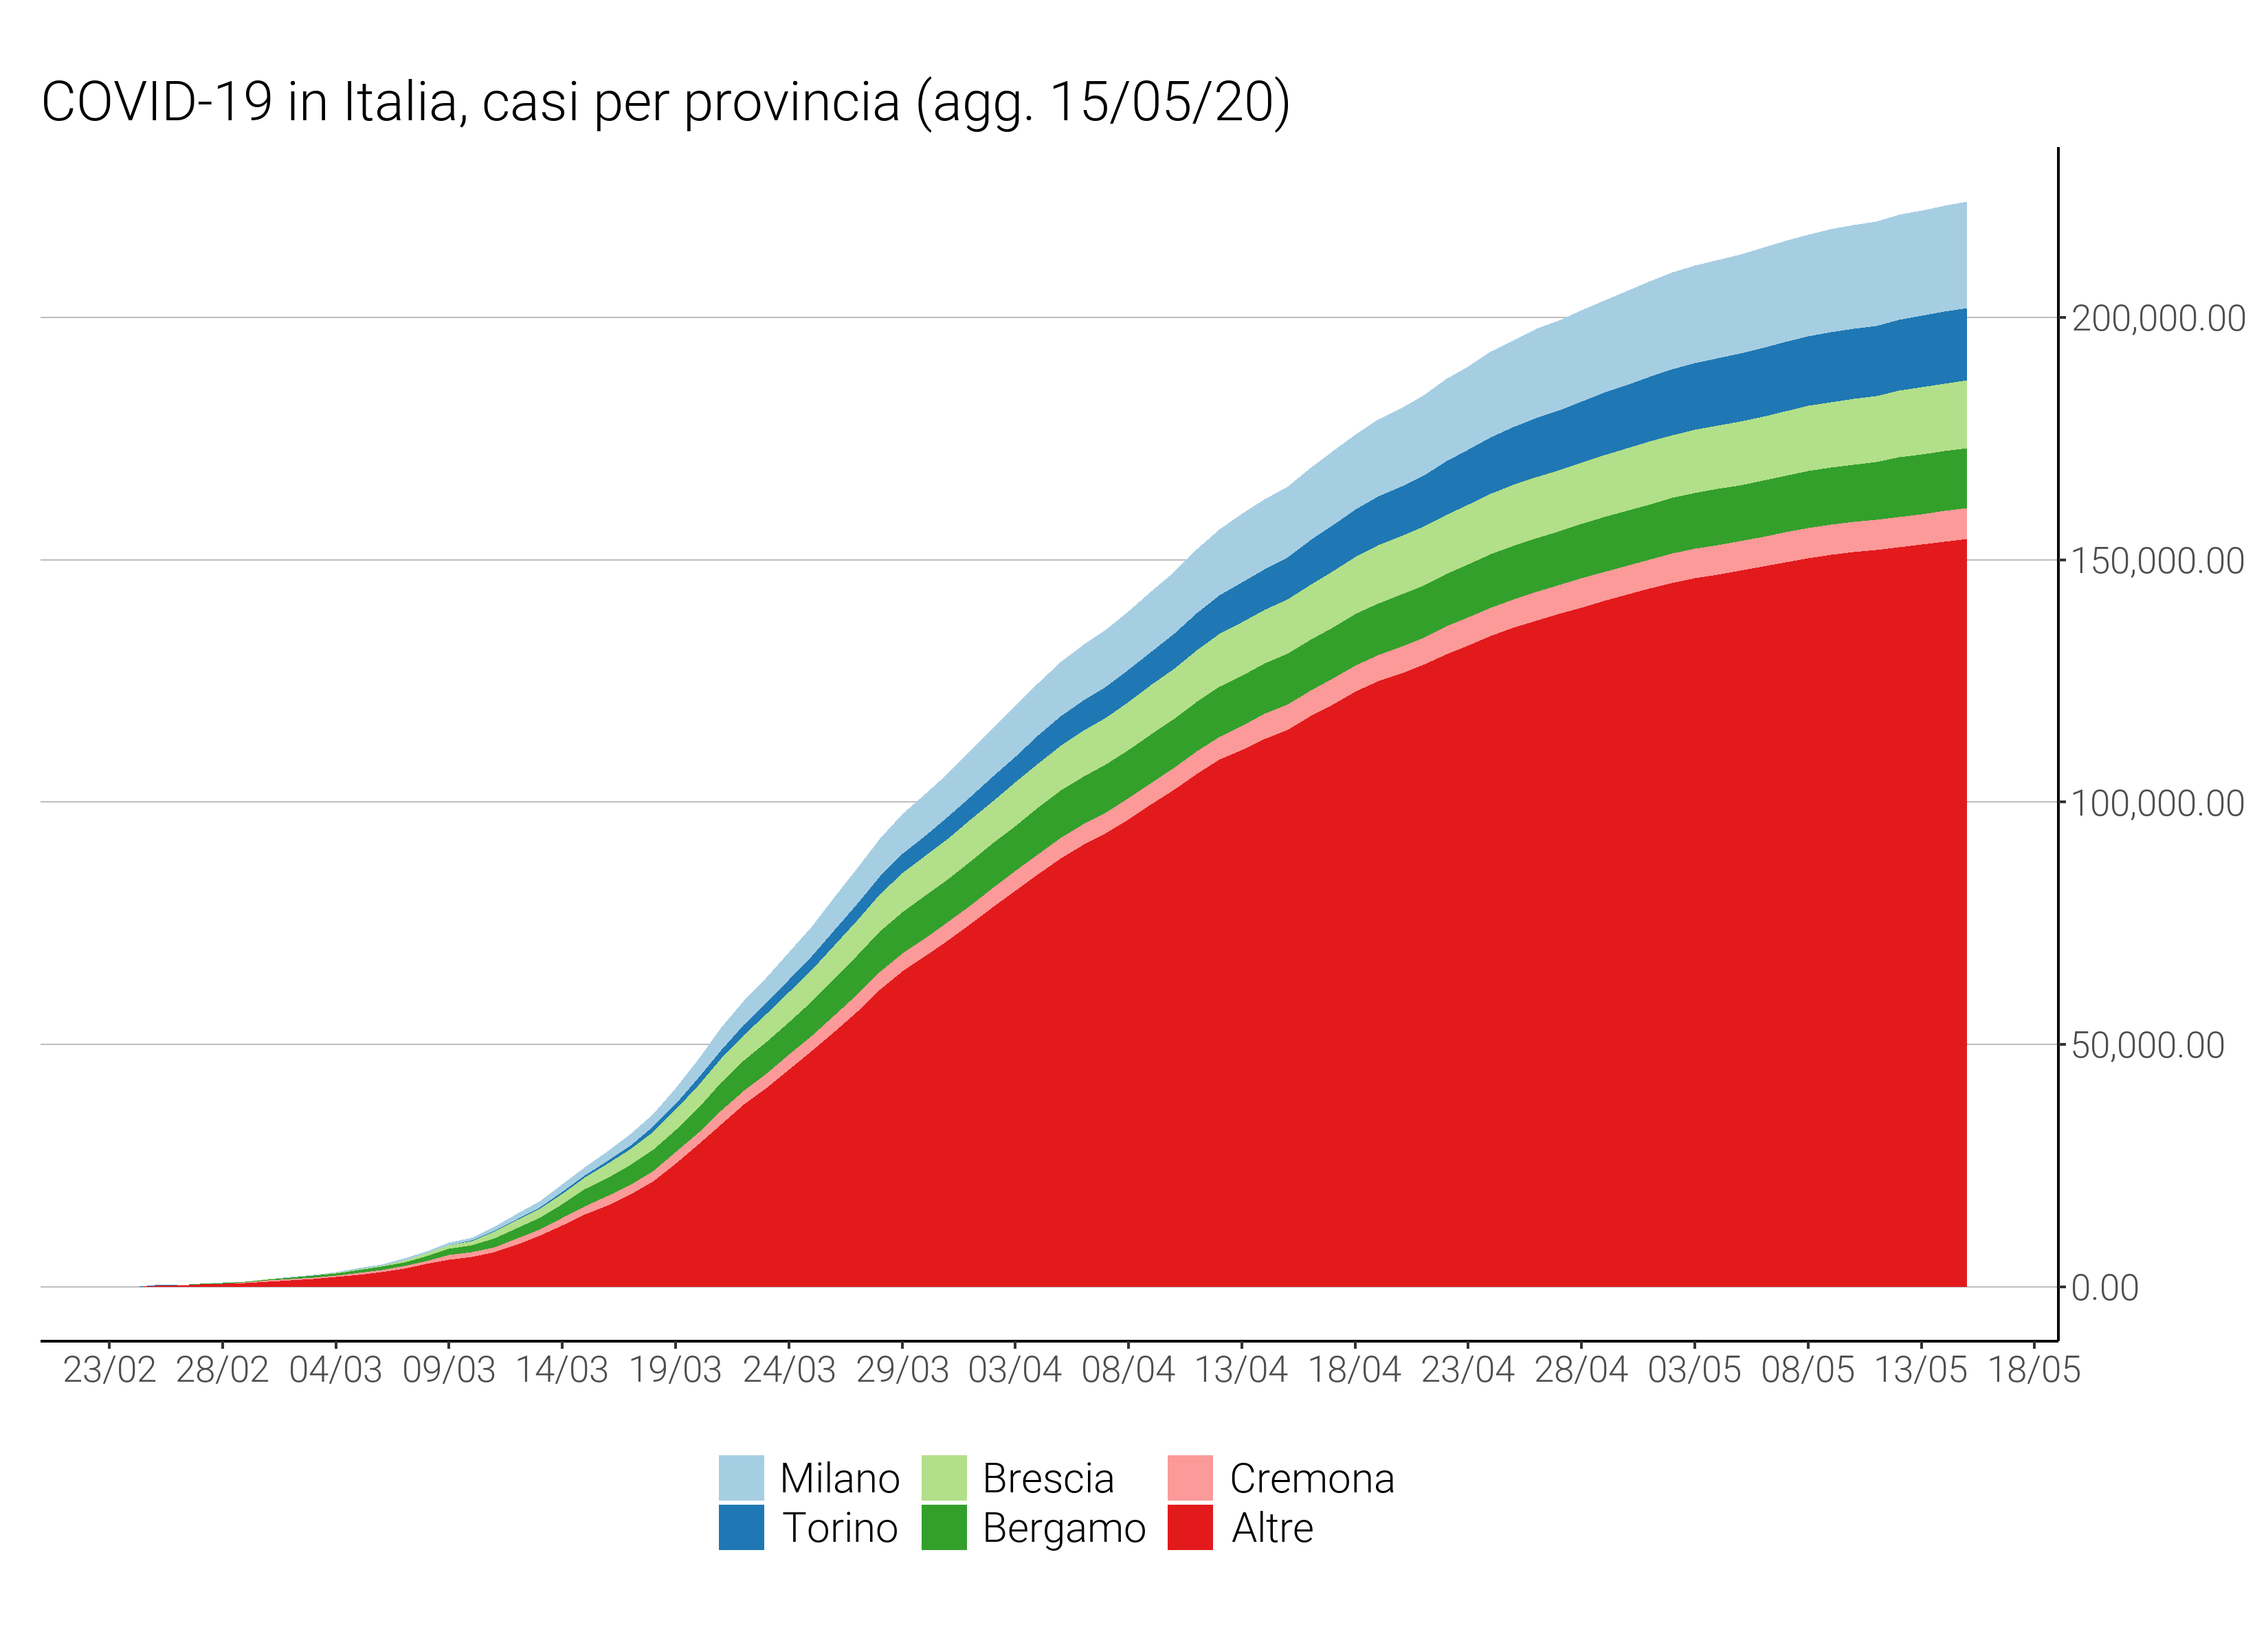 COVID-19 in Italia, casi per provincia (agg. 15/05/20)
200,000.00
150,000.00
100,000.00
50,000.00
0.00
23/02 28/02 04/03 09/03 14/03 19/03 24/03 29/03 03/04 08/04 13/04 18/04 23/04 28/04 03/05 08/05 13/05 18/05
Milano Brescia Cremona
Torino Bergamo Altre